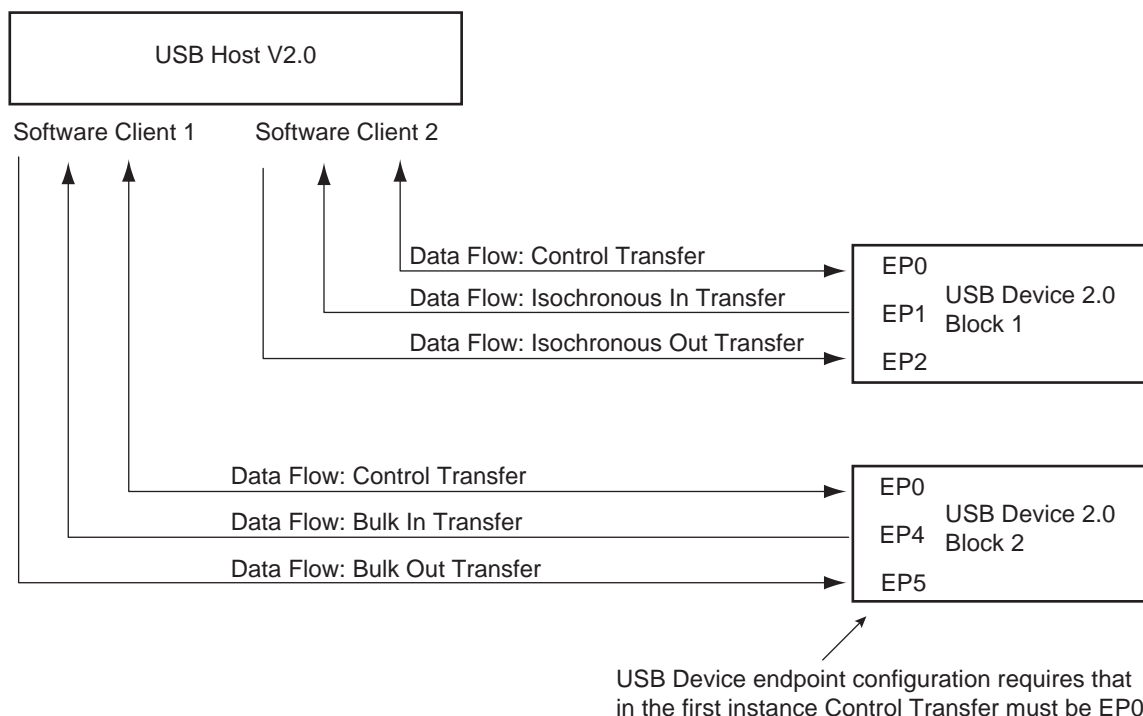 USB Host V2.0
Software Client 1
Software Client 2
Data Flow: Control Transfer
Data Flow: Isochronous In Transfer
Data Flow: Isochronous Out Transfer
EP0
EP1
EP2
USB Device 2.0
Block 1
Data Flow: Control Transfer
Data Flow: Bulk In Transfer
Data Flow: Bulk Out Transfer
EP0
EP4
EP5
USB Device 2.0
Block 2
USB Device endpoint configuration requires that
in the first instance Control Transfer must be EP0